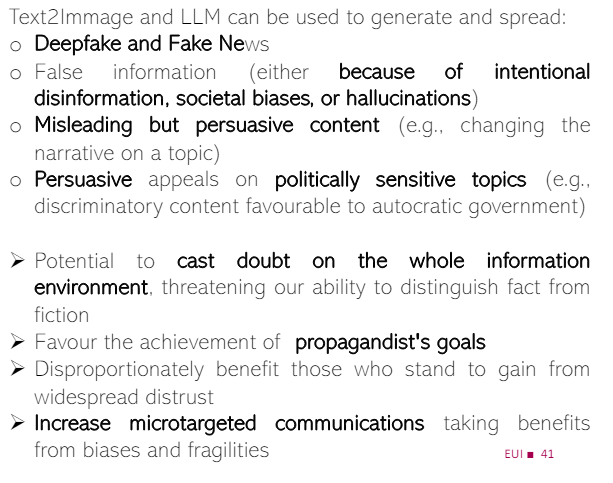 Text2Immage and LLM can be used to generate and spread:
o Deepfake and Fake News
o False information (either because of intentional
disinformation, societal biases, or hallucinations)
o Misleading but persuasive content (e.g., changing the
narrative on a topic)
o Persuasive appeals on politically sensitive topics (e.g.,
discriminatory content favourable to autocratic government)
➢ Potential to cast doubt on the whole information
environment, threatening our ability to distinguish fact from
fiction
➢ Favour the achievement of propagandist's goals
➢ Disproportionately benefit those who stand to gain from
widespread distrust
➢ Increase microtargeted communications taking benefits
from biases and fragilities
EUI ■ 41